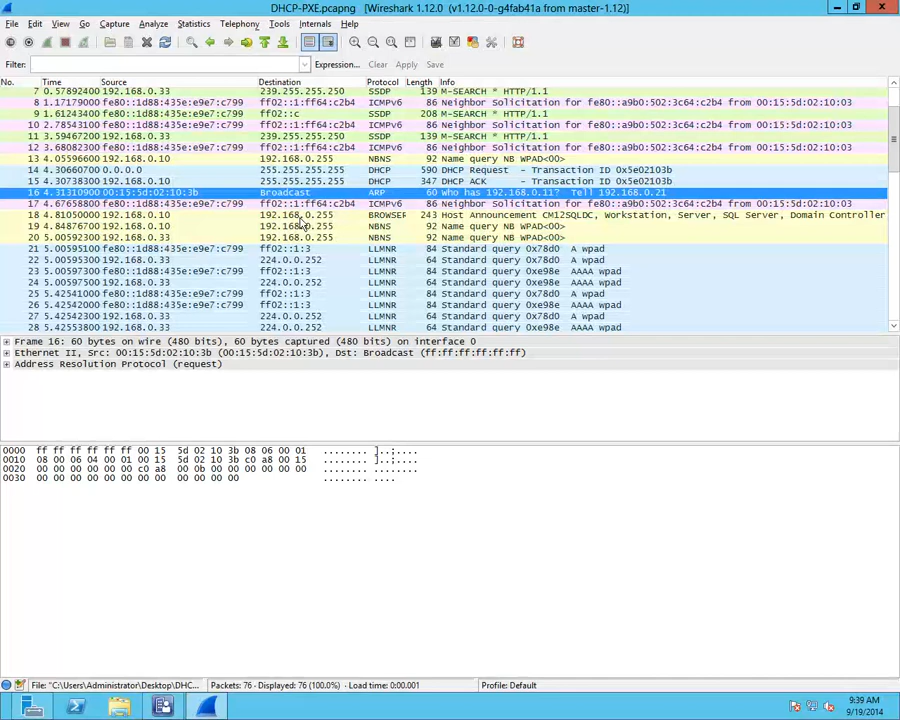 DHCP-PXE.pcapng [Wireshark 1.12.0 (v1.12.0-0-g4fab41a from master-1.12)]
File Edit View Go Capture Analyze Statistics Telephony Tools Internals Help
Filter: Expression... Clear Apply Save
No. Time Source Destination Protocol Length Info
7 0.57892400 192.168.0.33 239.255.255.250 SSDP 139 M-SEARCH * HTTP/1.1
8 1.17179000 fe80::1d88:435e:e9e7:c799 ff02::1:ff64:c2b4 ICMPv6 86 Neighbor Solicitation for fe80::a9b0:502:3c64:c2b4 from 00:15:5d:02:10:03
9 1.61243400 fe80::1d88:435e:e9e7:c799 ff02::c SSDP 208 M-SEARCH * HTTP/1.1
10 2.78543100 fe80::1d88:435e:e9e7:c799 ff02::1:ff64:c2b4 ICMPv6 86 Neighbor Solicitation for fe80::a9b0:502:3c64:c2b4 from 00:15:5d:02:10:03
11 3.59467200 192.168.0.33 239.255.255.250 SSDP 139 M-SEARCH * HTTP/1.1
12 3.68082300 fe80::1d88:435e:e9e7:c799 ff02::1:ff64:c2b4 ICMPv6 86 Neighbor Solicitation for fe80::a9b0:502:3c64:c2b4 from 00:15:5d:02:10:03
13 4.05596600 192.168.0.10 192.168.0.255 NBNS 92 Name query NB WPAD<00>
14 4.30660700 0.0.0.0 255.255.255.255 DHCP 590 DHCP Request - Transaction ID 0x5e02103b
15 4.30738300 192.168.0.10 255.255.255.255 DHCP 347 DHCP ACK - Transaction ID 0x5e02103b
16 4.31310900 00:15:5d:02:10:3b Broadcast ARP 60 Who has 192.168.0.11? Tell 192.168.0.21
17 4.67658800 fe80::1d88:435e:e9e7:c799 ff02::1:ff64:c2b4 ICMPv6 86 Neighbor Solicitation for fe80::a9b0:502:3c64:c2b4 from 00:15:5d:02:10:03
18 4.81050000 192.168.0.10 192.168.0.255 BROWSER 243 Host Announcement CM12SQLDC, Workstation, Server, SQL Server, Domain Controller
19 4.84876700 192.168.0.10 192.168.0.255 NBNS 92 Name query NB WPAD<00>
20 5.00592300 192.168.0.33 192.168.0.255 NBNS 92 Name query NB WPAD<00>
21 5.00595100 fe80::1d88:435e:e9e7:c799 ff02::1:3 LLMNR 84 Standard query 0x78d0 A wpad
22 5.00595300 192.168.0.33 224.0.0.252 LLMNR 64 Standard query 0x78d0 A wpad
23 5.00597100 fe80::1d88:435e:e9e7:c799 ff02::1:3 LLMNR 84 Standard query 0xe98e AAAA wpad
24 5.00597500 192.168.0.33 224.0.0.252 LLMNR 64 Standard query 0xe98e AAAA wpad
25 5.42541000 fe80::1d88:435e:e9e7:c799 ff02::1:3 LLMNR 84 Standard query 0x78d0 A wpad
26 5.42542000 fe80::1d88:435e:e9e7:c799 ff02::1:3 LLMNR 84 Standard query 0xe98e AAAA wpad
27 5.42553400 192.168.0.33 224.0.0.252 LLMNR 64 Standard query 0x78d0 A wpad
28 5.42553800 192.168.0.33 224.0.0.252 LLMNR 64 Standard query 0xe98e AAAA wpad
Frame 16: 60 bytes on wire (480 bits), 60 bytes captured (480 bits) on interface 0
Ethernet II, Src: 00:15:5d:02:10:3b (00:15:5d:02:10:3b), Dst: Broadcast (ff:ff:ff:ff:ff:ff)
Address Resolution Protocol (request)
0000 ff ff ff ff ff ff 00 15 5d 02 10 3b 08 06 00 01 ........ ]..;....
0010 08 00 06 04 00 01 00 15 5d 02 10 3b c0 a8 00 15 ........ ]..;....
0020 00 00 00 00 00 00 c0 a8 00 0b 00 00 00 00 00 00 ........ ........
0030 00 00 00 00 00 00 00 00 00 00 00 00 ........ ....
File: "C:\Users\Administrator\Desktop\DHC... Packets: 76 - Displayed: 76 (100.0%) - Load time: 0:00.001 Profile: Default
9:39 AM
9/19/2014